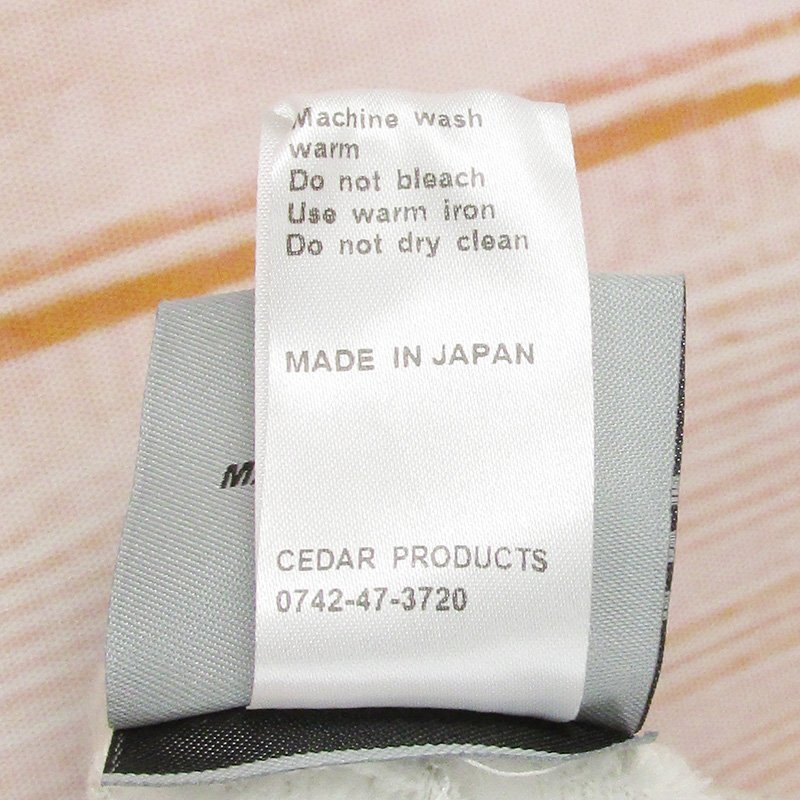 Machine wash
warm
Do not bleach
Use warm iron
Do not dry clean
MADE IN JAPAN
CEDAR PRODUCTS
0742-47-3720